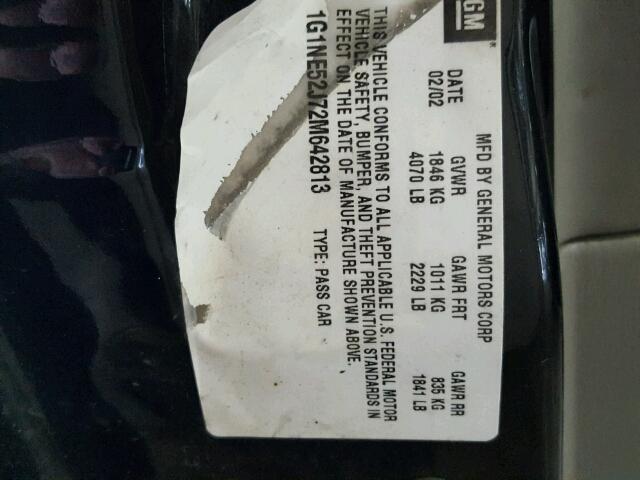 GM
MFD BY GENERAL MOTORS CORP
DATE GVWR GAWR FRT GAWR RR
02/02 1846 KG 1011 KG 835 KG
4070 LB 2229 LB 1841 LB
THIS VEHICLE CONFORMS TO ALL APPLICABLE U.S. FEDERAL MOTOR
VEHICLE SAFETY, BUMPER, AND THEFT PREVENTION STANDARDS IN
EFFECT ON THE DATE OF MANUFACTURE SHOWN ABOVE.
1G1NE52J72M642813 TYPE: PASS CAR